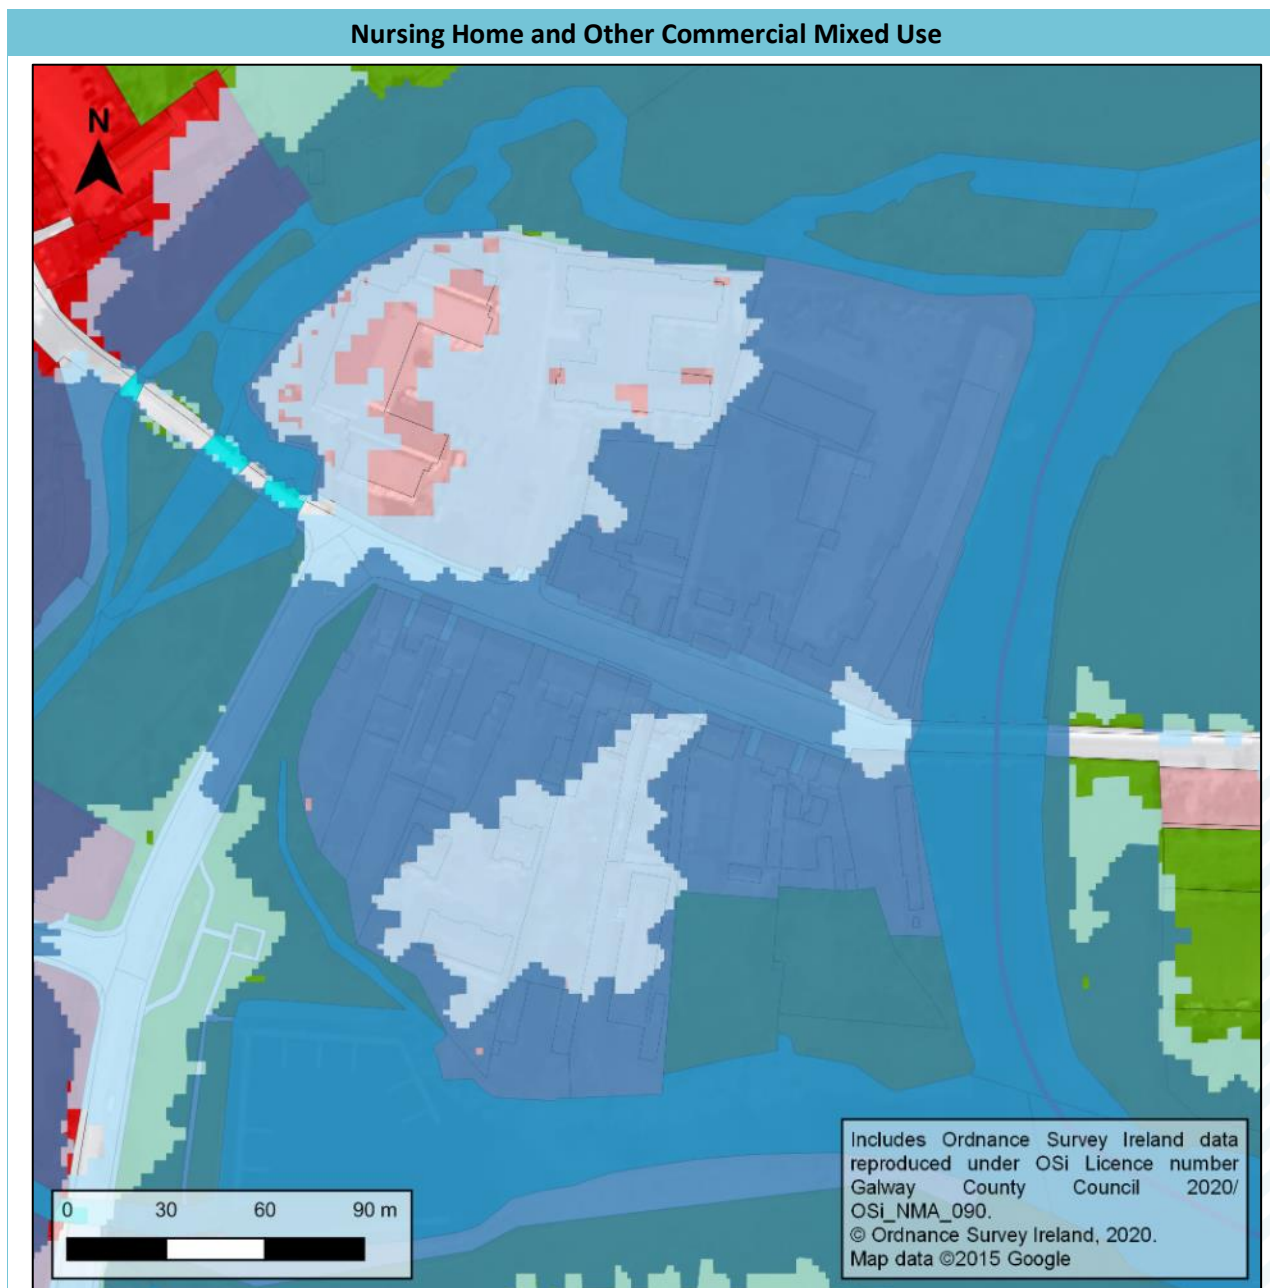 Nursing Home and Other Commercial Mixed Use
N
0 30 60 90 m
Includes Ordnance Survey Ireland data
reproduced under OSi Licence number
Galway County Council 2020/
OSi_NMA_090.
© Ordnance Survey Ireland, 2020.
Map data ©2015 Google